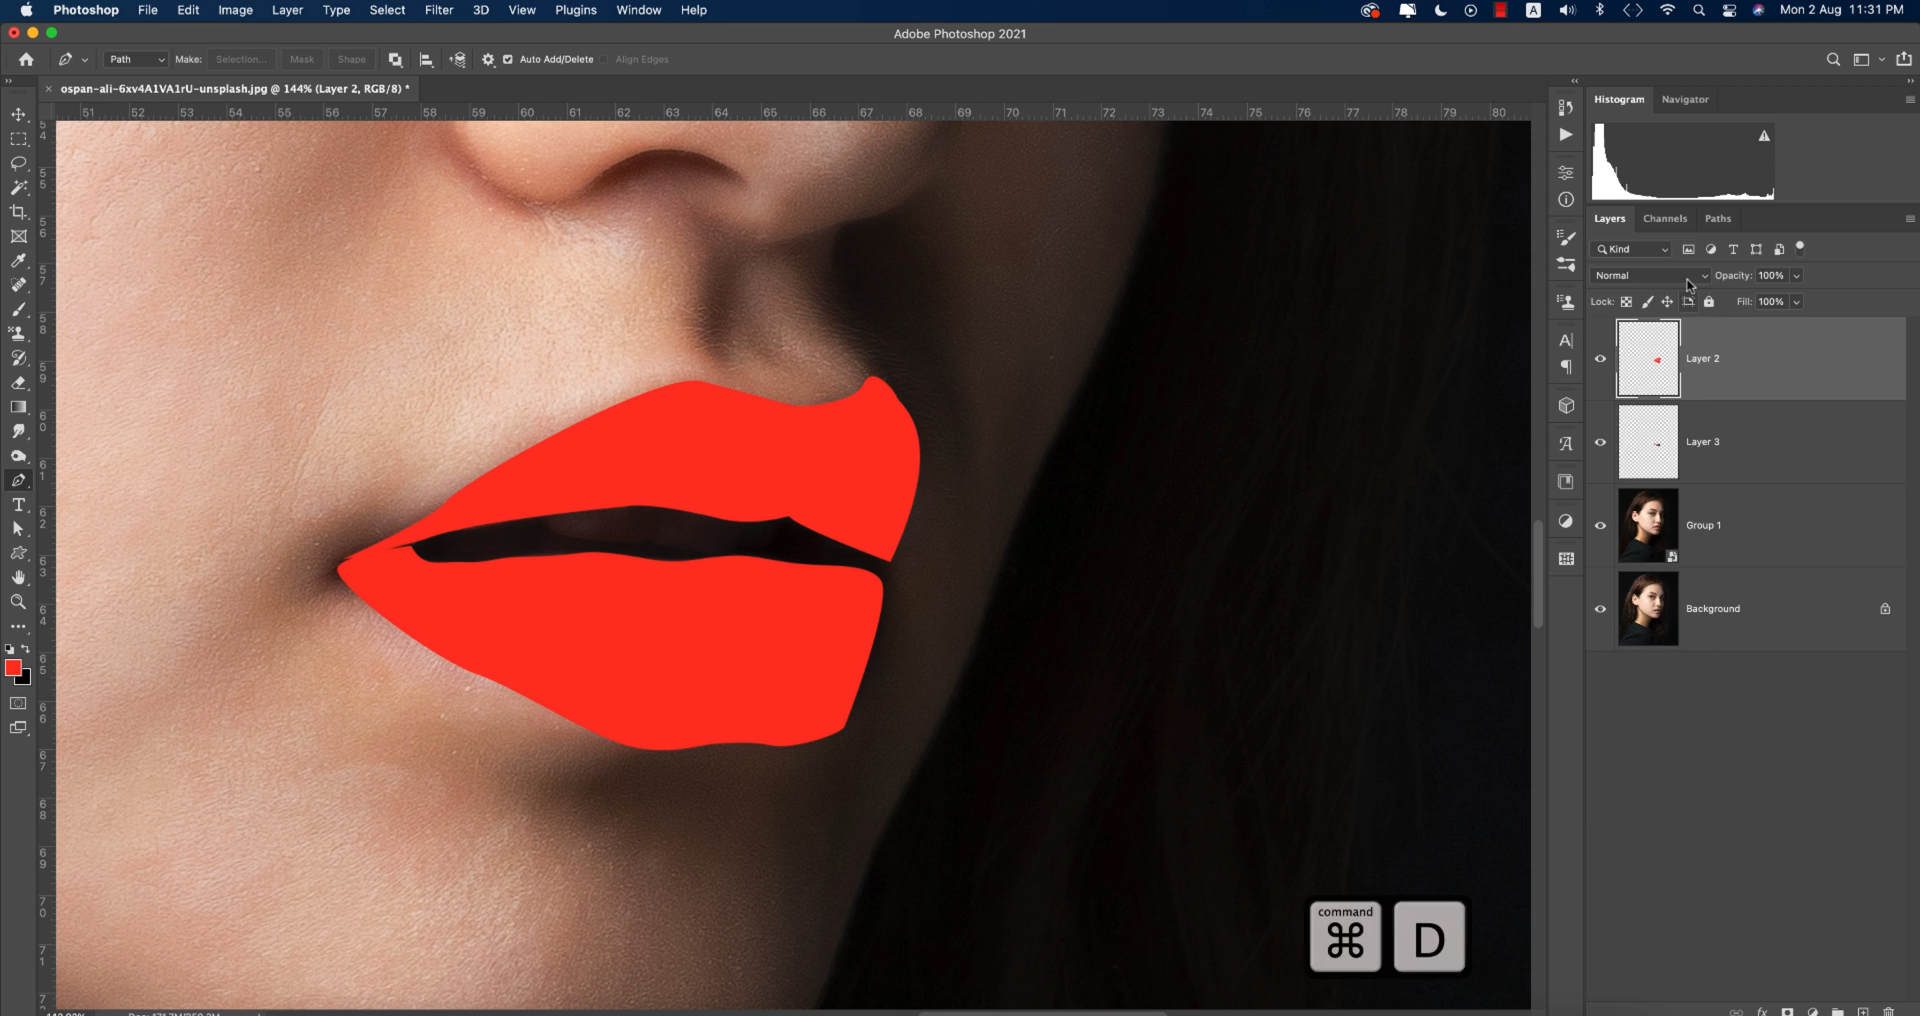 Photoshop File Edit Image Layer Type Select Filter 3D View Plugins Window Help A Mon 2 Aug 11:31 PM
Adobe Photoshop 2021
Path Make: Selection... Mask Shape Auto Add/Delete Align Edges
ospan-ali-6xv4A1VA1rU-unsplash.jpg @ 144% (Layer 2, RGB/8) *
51 52 53 54 55 56 57 58 59 60 61 62 63 64 65 66 67 68 69 70 71 72 73 74 75 76 77 78 79 80
Histogram Navigator
Layers Channels Paths
Kind
Normal Opacity: 100%
Lock: Fill: 100%
Layer 2
Layer 3
Group 1
Background
command
⌘ D